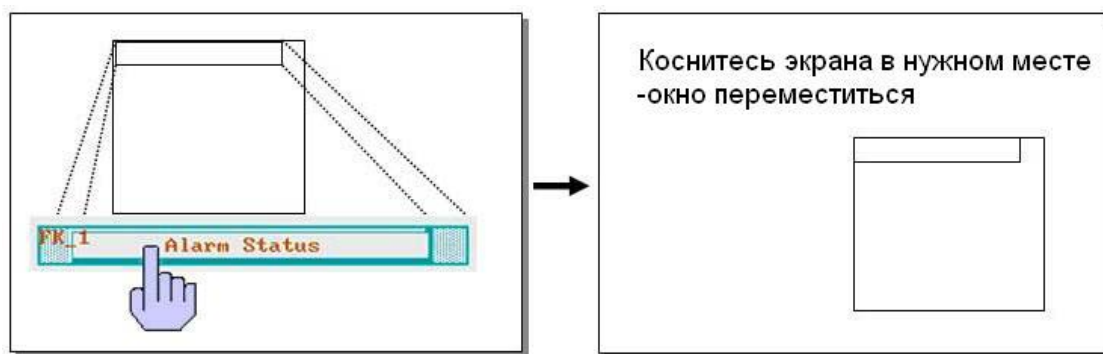 FK_1
Alarm Status
Коснитесь экрана в нужном месте
-окно переместиться